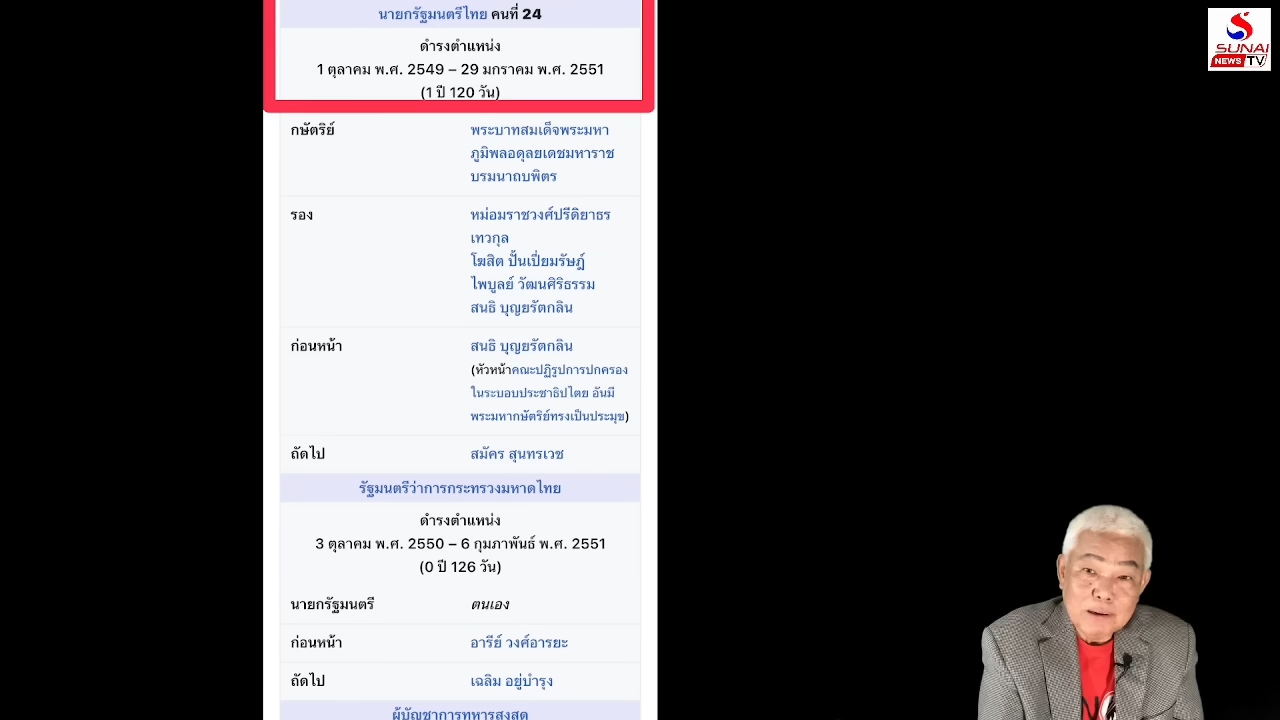 นายกรัฐมนตรีไทย คนที่ 24
ดำรงตำแหน่ง
1 ตุลาคม พ.ศ. 2549 – 29 มกราคม พ.ศ. 2551
(1 ปี 120 วัน)
กษัตริย์ พระบาทสมเด็จพระมหา
ภูมิพลอดุลยเดชมหาราช
บรมนาถบพิตร
รอง หม่อมราชวงศ์ปรีดิยาธร
เทวกุล
โฆสิต ปั้นเปี่ยมรัษฎ์
ไพบูลย์ วัฒนศิริธรรม
สนธิ บุญยรัตกลิน
ก่อนหน้า สนธิ บุญยรัตกลิน
(หัวหน้าคณะปฏิรูปการปกครอง
ในระบอบประชาธิปไตย อันมี
พระมหากษัตริย์ทรงเป็นประมุข)
ถัดไป สมัคร สุนทรเวช
รัฐมนตรีว่าการกระทรวงมหาดไทย
ดำรงตำแหน่ง
3 ตุลาคม พ.ศ. 2550 – 6 กุมภาพันธ์ พ.ศ. 2551
(0 ปี 126 วัน)
นายกรัฐมนตรี ตนเอง
ก่อนหน้า อารีย์ วงศ์อารยะ
ถัดไป เฉลิม อยู่บำรุง
ผู้บัญชาการทหารสูงสุด
SUNAI
NEWS TV